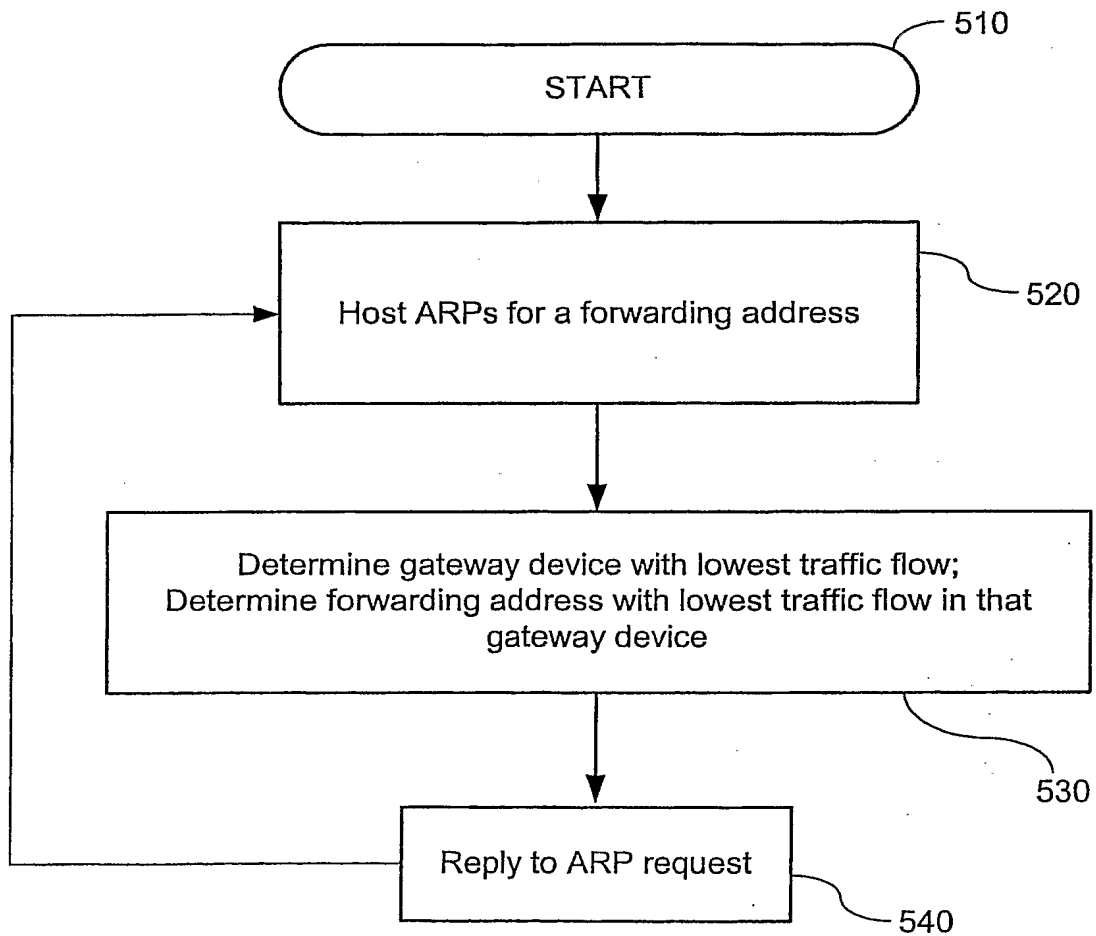 510
START
520
Host ARPs for a forwarding address
Determine gateway device with lowest traffic flow;
Determine forwarding address with lowest traffic flow in that
gateway device
530
Reply to ARP request
540